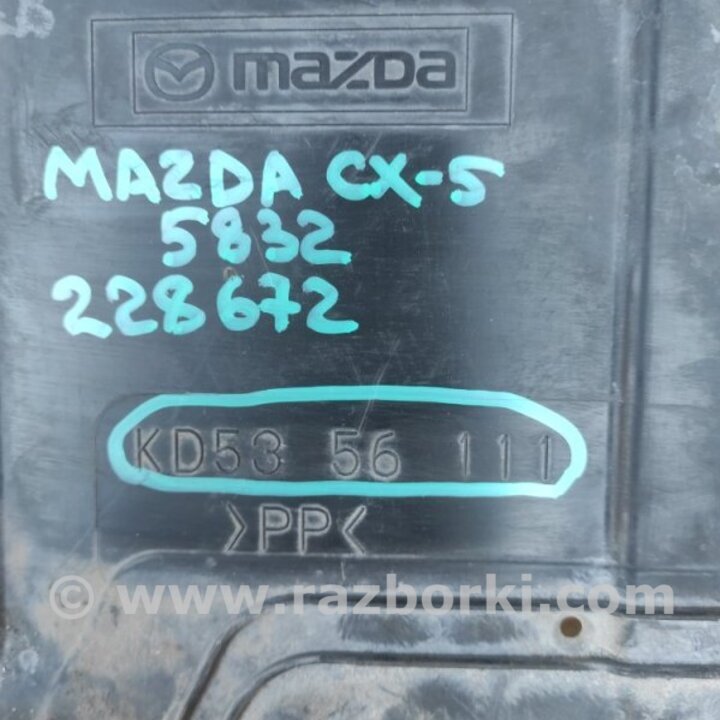 mazda
MAZDA CX-5
5832
228672
KD53 56 111
>PP<
© www.razborki.com